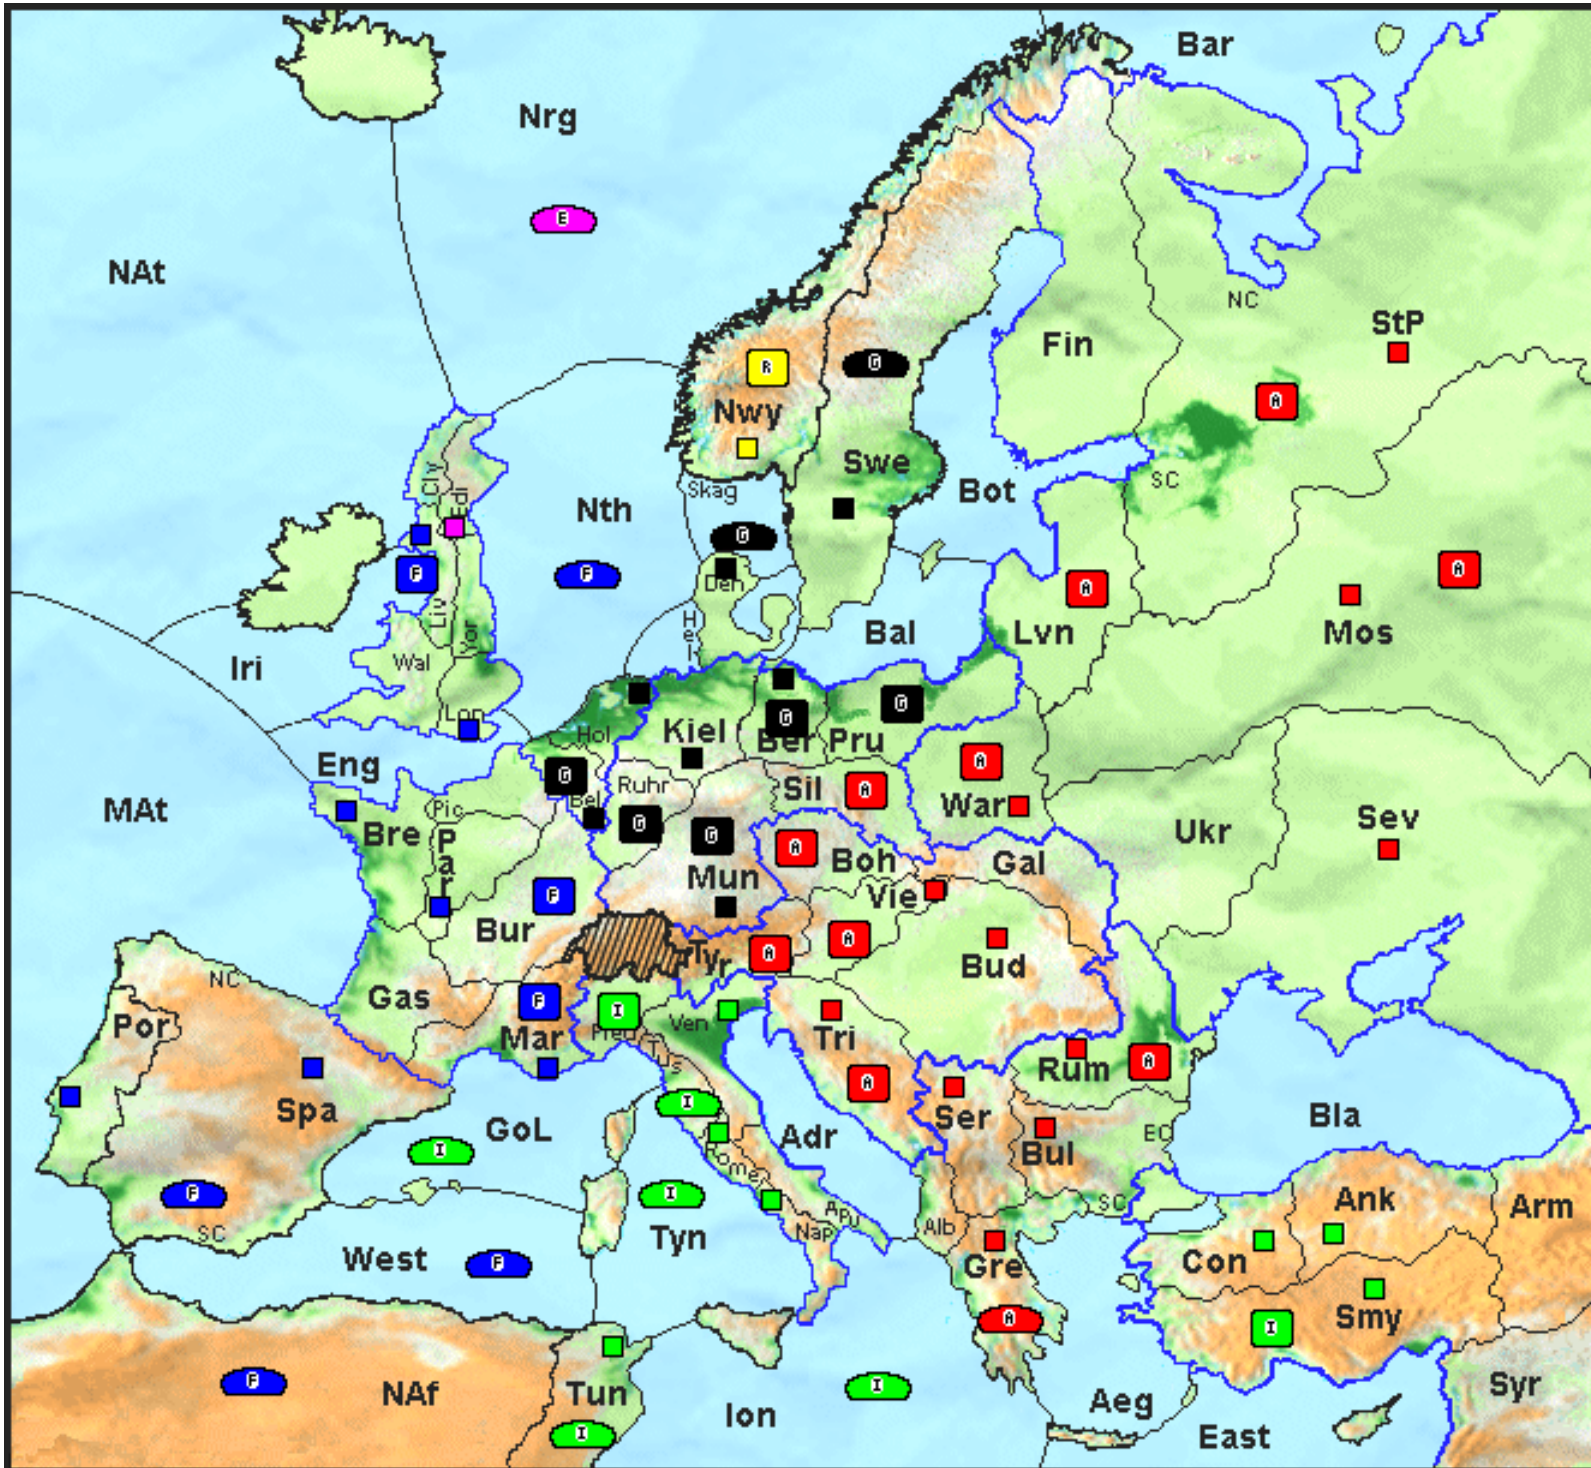 Bar
Nrg
E
NAt
NC
StP
Fin
R
G
A
Nwy
Swe
Cly
Edi
Skag
SC
Bot
Nth
G
F
F
A
A
Den
Hel
Liv
Yor
Bal
Lvn
Mos
Iri
Wal
Lon
G
G
Hol
Kiel
Ber
Pru
Eng
G
Ruhr
Sil
A
A
War
MAt
Pic
Bel
Bre
Par
G
G
A
Boh
Gal
Ukr
Sev
Mun
Vie
F
Bur
A
A
Tyr
Bud
NC
Gas
F
I
Por
Mar
Pied
Ven
Tri
Tus
Rum
A
A
Spa
GoL
I
Ser
Adr
Bul
EC
Bla
I
Rome
F
I
SC
Apu
Nap
Alb
SC
Ank
Arm
West
F
Tyn
Gre
Con
A
I
Smy
F
NAf
Tun
I
Ion
Aeg
Syr
I
East